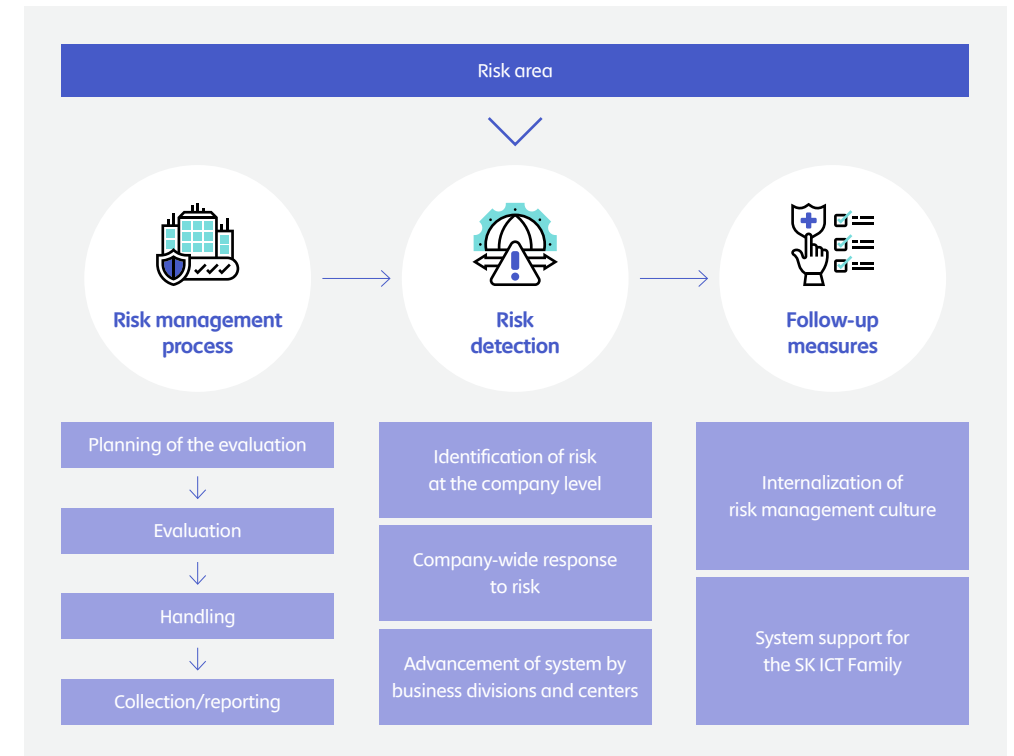 Risk area
Risk management
process
Risk
detection
Follow-up
measures
Planning of the evaluation
Evaluation
Handling
Collection/reporting
Identification of risk
at the company level
Company-wide response
to risk
Advancement of system by
business divisions and centers
Internalization of
risk management culture
System support for
the SK ICT Family